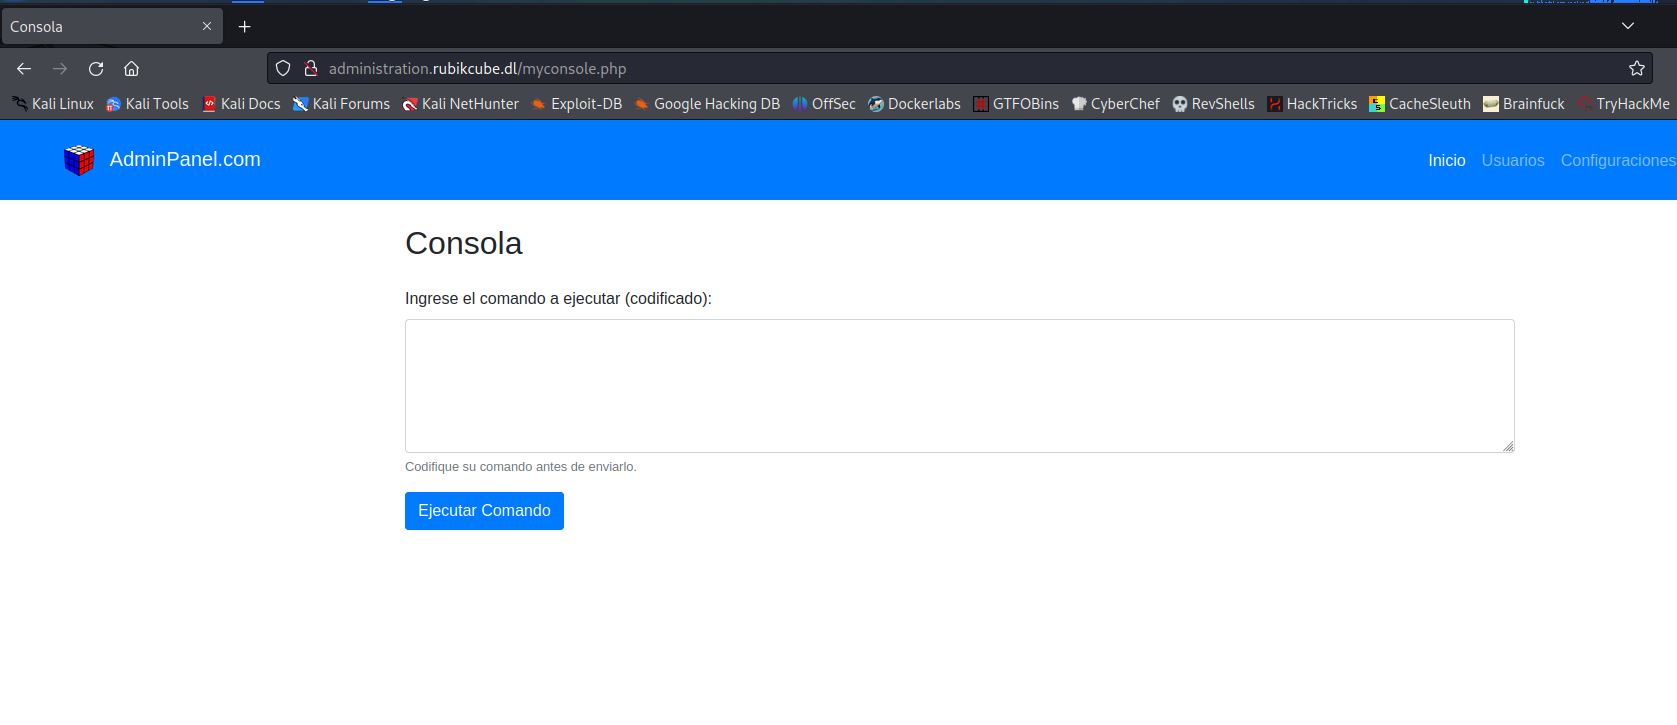 Consola
administration.rubikcube.dl/myconsole.php
Kali Linux Kali Tools Kali Docs Kali Forums Kali NetHunter Exploit-DB Google Hacking DB OffSec Dockerlabs GTFOBins CyberChef RevShells HackTricks CacheSleuth Brainfuck TryHackMe
AdminPanel.com Inicio Usuarios Configuraciones
Consola
Ingrese el comando a ejecutar (codificado):
Codifique su comando antes de enviarlo.
Ejecutar Comando